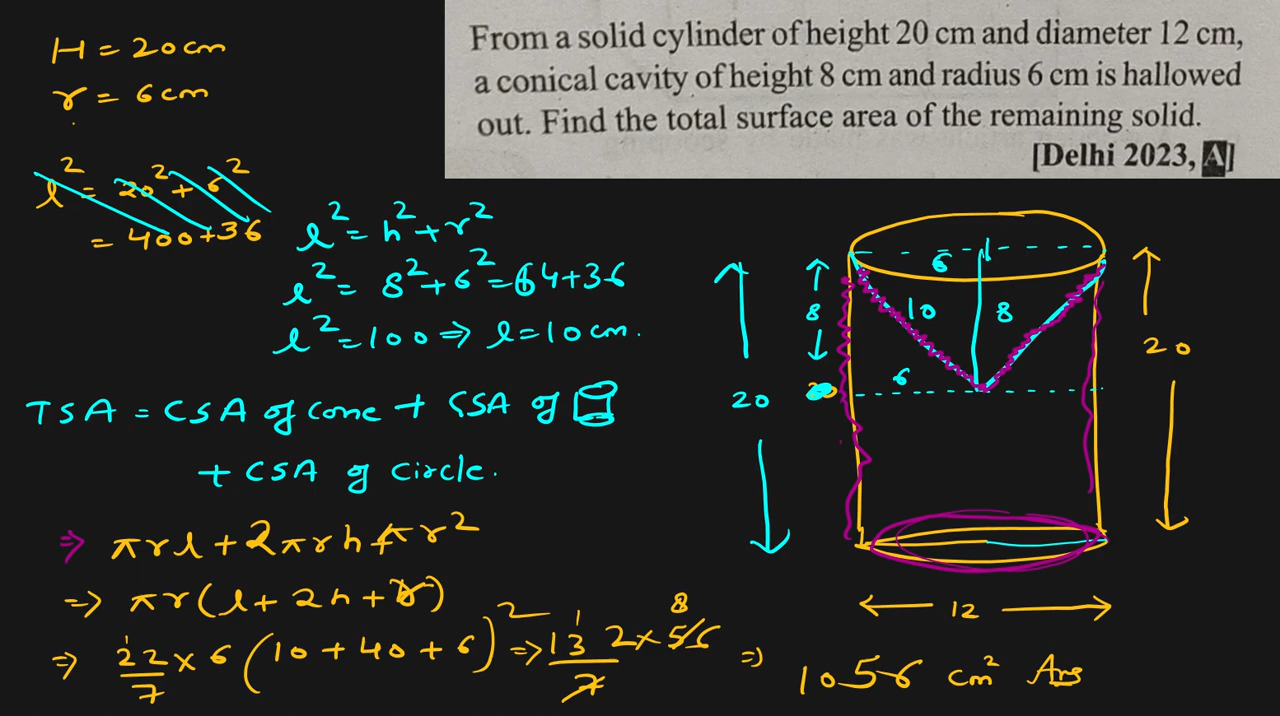 From a solid cylinder of height 20 cm and diameter 12 cm,
a conical cavity of height 8 cm and radius 6 cm is hallowed
out. Find the total surface area of the remaining solid.
[Delhi 2023, A]
H = 20cm
r = 6cm
l² = 20² + 6²
= 400+36
l² = h² + r²
l² = 8² + 6² = 64+36
l² = 100 ⇒ l = 10 cm.
TSA = CSA of cone + CSA of
+ CSA of Circle.
⇒ πrl + 2πrh + πr²
⇒ πr(l + 2h + r)
⇒ 22/7 × 6 (10 + 40 + 6) ⇒ 132 × 56/7 ⇒ 1056 cm² Ans
6
8
10
8
20
6
20
20
12
8